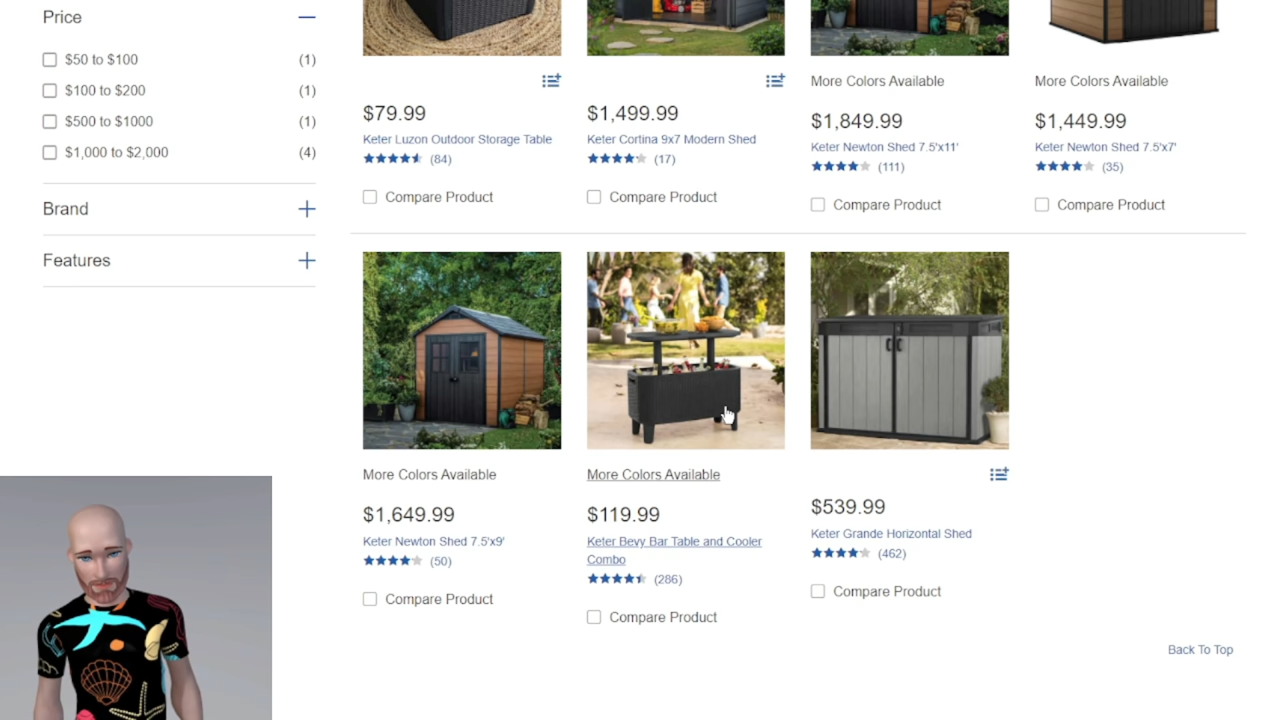 Price
$50 to $100 (1)
$100 to $200 (1)
$500 to $1000 (1)
$1,000 to $2,000 (4)
Brand
Features
$79.99
Keter Luzon Outdoor Storage Table
(84)
Compare Product
$1,499.99
Keter Cortina 9x7 Modern Shed
(17)
Compare Product
More Colors Available
$1,849.99
Keter Newton Shed 7.5'x11'
(111)
Compare Product
More Colors Available
$1,449.99
Keter Newton Shed 7.5'x7'
(35)
Compare Product
More Colors Available
$1,649.99
Keter Newton Shed 7.5'x9'
(50)
Compare Product
More Colors Available
$119.99
Keter Bevy Bar Table and Cooler
Combo
(286)
Compare Product
$539.99
Keter Grande Horizontal Shed
(462)
Compare Product
Back To Top